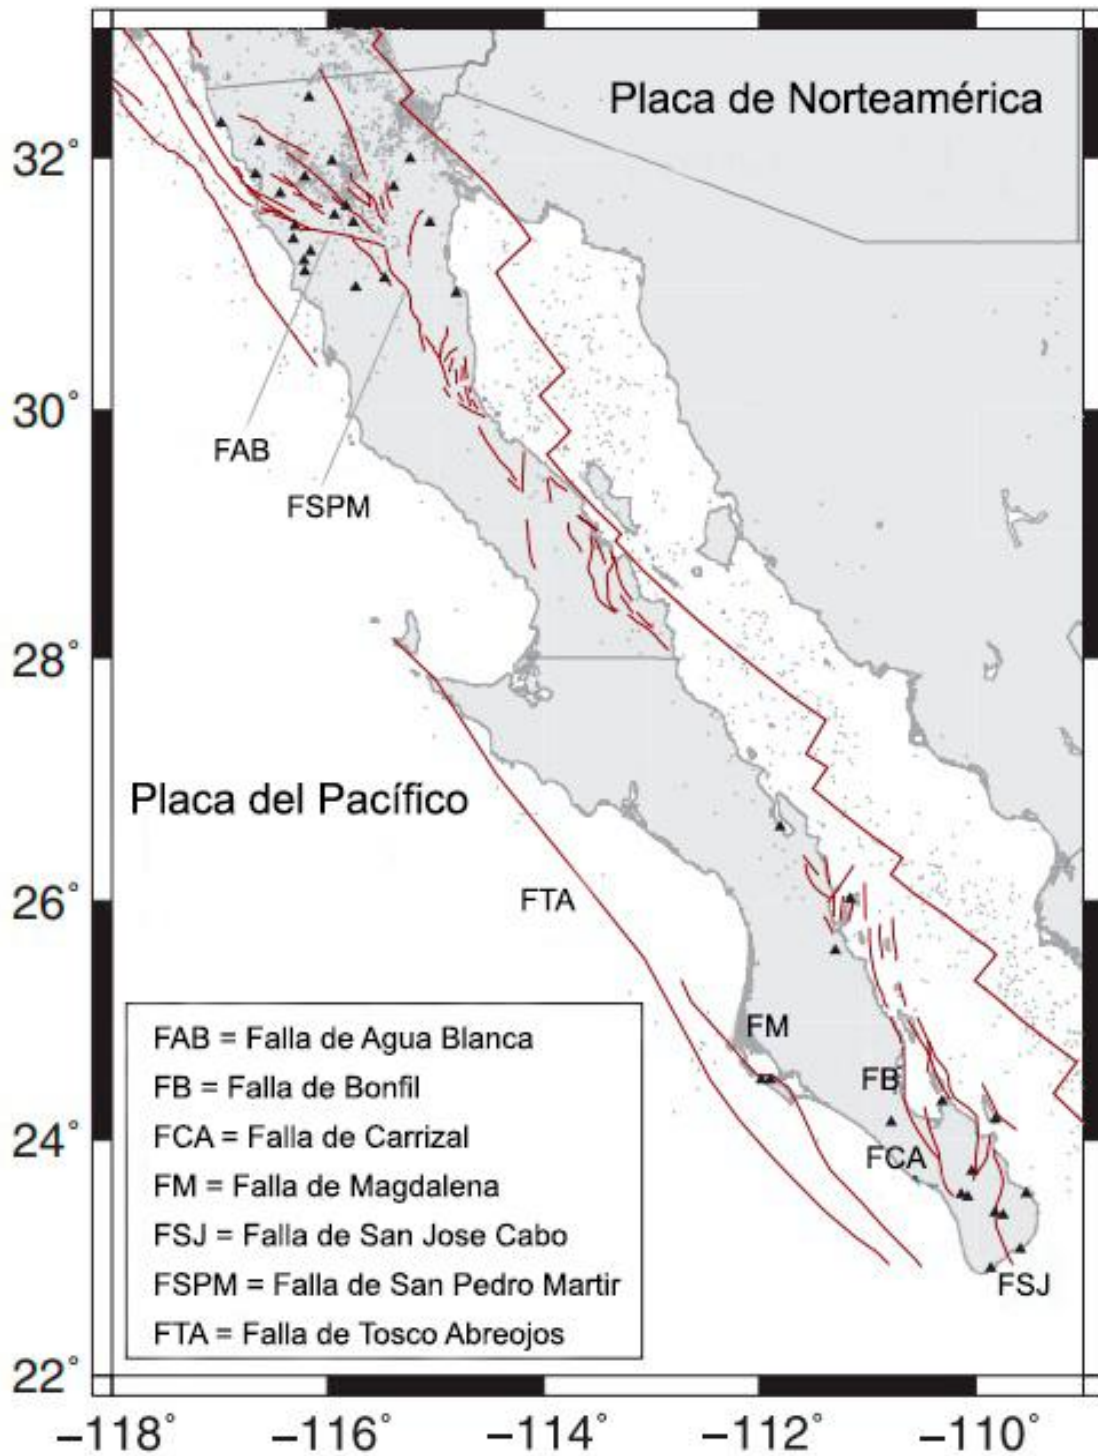 Placa de Norteamérica
32°
30°
FAB
FSPM
28°
Placa del Pacífico
26°
FTA
FM
FB
24°
FCA
FSJ
FAB = Falla de Agua Blanca
FB = Falla de Bonfil
FCA = Falla de Carrizal
FM = Falla de Magdalena
FSJ = Falla de San Jose Cabo
FSPM = Falla de San Pedro Martir
FTA = Falla de Tosco Abreojos
22°
−118° −116° −114° −112° −110°